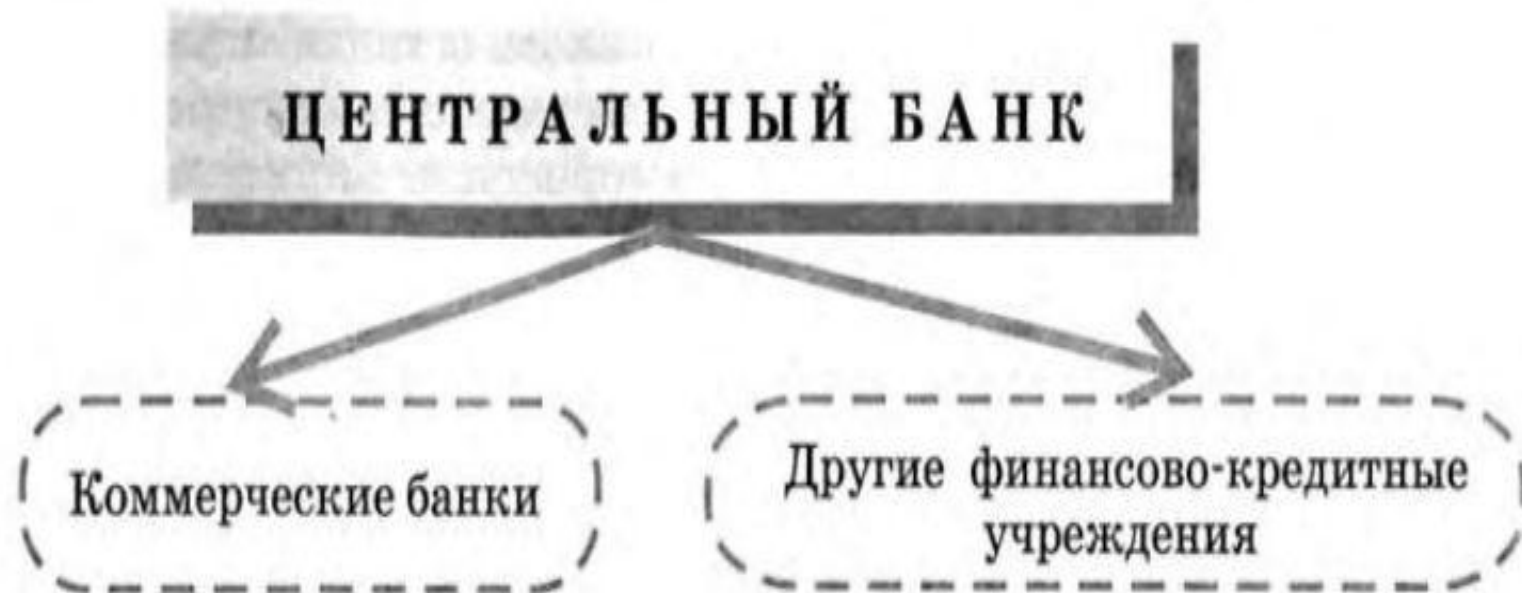 ЦЕНТРАЛЬНЫЙ БАНК
Коммерческие банки
Другие финансово-кредитные
учреждения